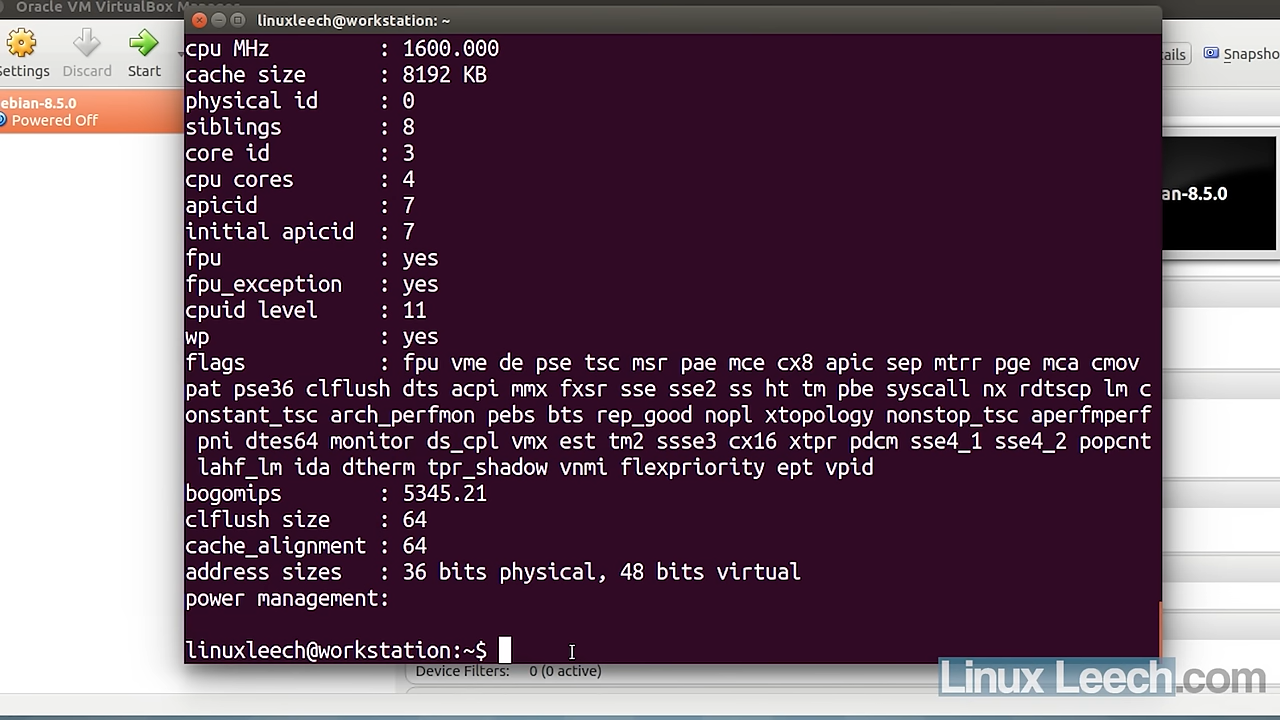 Oracle VM VirtualBox Manager
linuxleech@workstation: ~
Settings
Discard
Start
ebian-8.5.0
Powered Off
ails
Snapsho
an-8.5.0
cpu MHz : 1600.000
cache size : 8192 KB
physical id : 0
siblings : 8
core id : 3
cpu cores : 4
apicid : 7
initial apicid : 7
fpu : yes
fpu_exception : yes
cpuid level : 11
wp : yes
flags : fpu vme de pse tsc msr pae mce cx8 apic sep mtrr pge mca cmov
pat pse36 clflush dts acpi mmx fxsr sse sse2 ss ht tm pbe syscall nx rdtscp lm c
onstant_tsc arch_perfmon pebs bts rep_good nopl xtopology nonstop_tsc aperfmperf
pni dtes64 monitor ds_cpl vmx est tm2 ssse3 cx16 xtpr pdcm sse4_1 sse4_2 popcnt
lahf_lm ida dtherm tpr_shadow vnmi flexpriority ept vpid
bogomips : 5345.21
clflush size : 64
cache_alignment : 64
address sizes : 36 bits physical, 48 bits virtual
power management:
linuxleech@workstation:~$
Device Filters: 0 (0 active)
Linux Leech.com